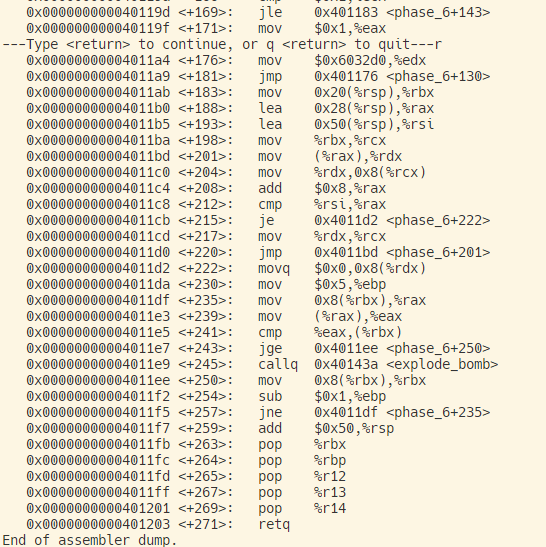 0x000000000040119d <+169>: jle 0x401183 <phase_6+143>
0x000000000040119f <+171>: mov $0x1,%eax
---Type <return> to continue, or q <return> to quit---r
0x00000000004011a4 <+176>: mov $0x6032d0,%edx
0x00000000004011a9 <+181>: jmp 0x401176 <phase_6+130>
0x00000000004011ab <+183>: mov 0x20(%rsp),%rbx
0x00000000004011b0 <+188>: lea 0x28(%rsp),%rax
0x00000000004011b5 <+193>: lea 0x50(%rsp),%rsi
0x00000000004011ba <+198>: mov %rbx,%rcx
0x00000000004011bd <+201>: mov (%rax),%rdx
0x00000000004011c0 <+204>: mov %rdx,0x8(%rcx)
0x00000000004011c4 <+208>: add $0x8,%rax
0x00000000004011c8 <+212>: cmp %rsi,%rax
0x00000000004011cb <+215>: je 0x4011d2 <phase_6+222>
0x00000000004011cd <+217>: mov %rdx,%rcx
0x00000000004011d0 <+220>: jmp 0x4011bd <phase_6+201>
0x00000000004011d2 <+222>: movq $0x0,0x8(%rdx)
0x00000000004011da <+230>: mov $0x5,%ebp
0x00000000004011df <+235>: mov 0x8(%rbx),%rax
0x00000000004011e3 <+239>: mov (%rax),%eax
0x00000000004011e5 <+241>: cmp %eax,(%rbx)
0x00000000004011e7 <+243>: jge 0x4011ee <phase_6+250>
0x00000000004011e9 <+245>: callq 0x40143a <explode_bomb>
0x00000000004011ee <+250>: mov 0x8(%rbx),%rbx
0x00000000004011f2 <+254>: sub $0x1,%ebp
0x00000000004011f5 <+257>: jne 0x4011df <phase_6+235>
0x00000000004011f7 <+259>: add $0x50,%rsp
0x00000000004011fb <+263>: pop %rbx
0x00000000004011fc <+264>: pop %rbp
0x00000000004011fd <+265>: pop %r12
0x00000000004011ff <+267>: pop %r13
0x0000000000401201 <+269>: pop %r14
0x0000000000401203 <+271>: retq
End of assembler dump.